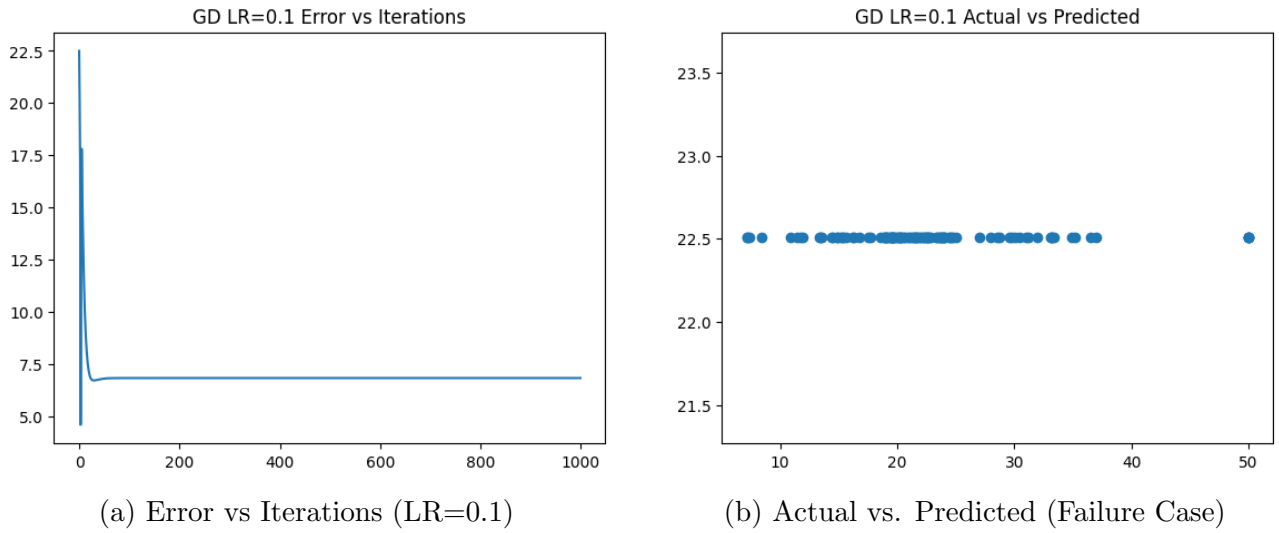 GD LR=0.1 Error vs Iterations
22.5
20.0
17.5
15.0
12.5
10.0
7.5
5.0
0 200 400 600 800 1000
(a) Error vs Iterations (LR=0.1)
GD LR=0.1 Actual vs Predicted
23.5
23.0
22.5
22.0
21.5
10 20 30 40 50
(b) Actual vs. Predicted (Failure Case)